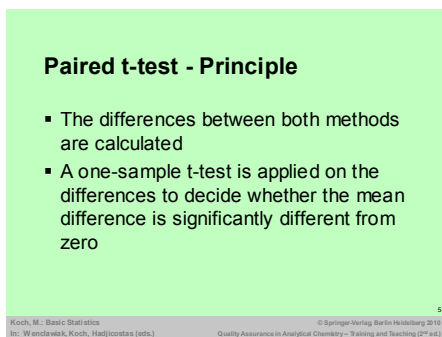 Paired t-test - Principle
▪ The differences between both methods
are calculated
▪ A one-sample t-test is applied on the
differences to decide whether the mean
difference is significantly different from
zero
5
Koch, M.: Basic Statistics
© Springer-Verlag Berlin Heidelberg 2010
In: Wenclawiak, Koch, Hadjicostas (eds.)
Quality Assurance in Analytical Chemistry – Training and Teaching (2nd ed.)